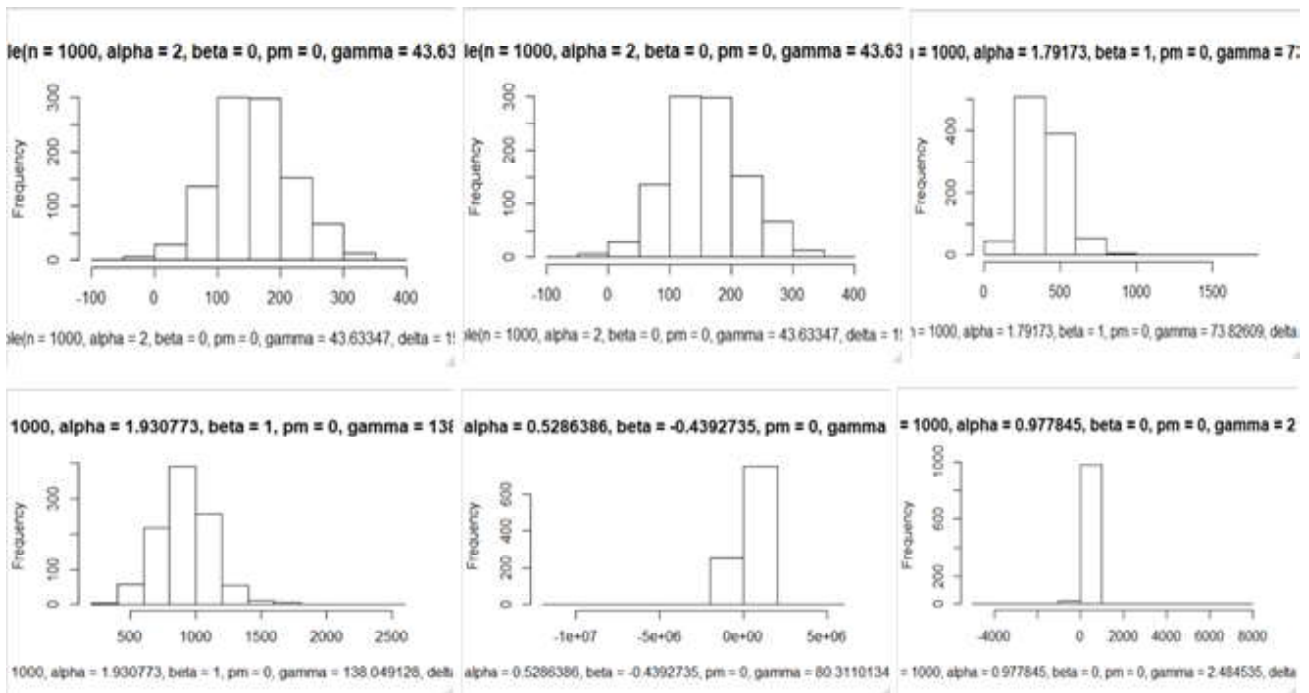 le(n = 1000, alpha = 2, beta = 0, pm = 0, gamma = 43.63
Frequency
300
200
100
0
-100 0 100 200 300 400
ble(n = 1000, alpha = 2, beta = 0, pm = 0, gamma = 43.63347, delta = 1
le(n = 1000, alpha = 2, beta = 0, pm = 0, gamma = 43.63
Frequency
300
200
100
0
-100 0 100 200 300 400
le(n = 1000, alpha = 2, beta = 0, pm = 0, gamma = 43.63347, delta = 1
= 1000, alpha = 1.79173, beta = 1, pm = 0, gamma = 7
Frequency
400
200
0
0 500 1000 1500
= 1000, alpha = 1.79173, beta = 1, pm = 0, gamma = 73.82609, delta
1000, alpha = 1.930773, beta = 1, pm = 0, gamma = 138
Frequency
300
100
0
500 1000 1500 2000 2500
1000, alpha = 1.930773, beta = 1, pm = 0, gamma = 138.049128, delt
alpha = 0.5286386, beta = -0.4392735, pm = 0, gamma
Frequency
600
400
200
0
-1e+07 -5e+06 0e+00 5e+06
alpha = 0.5286386, beta = -0.4392735, pm = 0, gamma = 80.3110134
= 1000, alpha = 0.977845, beta = 0, pm = 0, gamma = 2
Frequency
1000
600
200
0
-4000 0 2000 4000 6000 8000
= 1000, alpha = 0.977845, beta = 0, pm = 0, gamma = 2.484535, delta